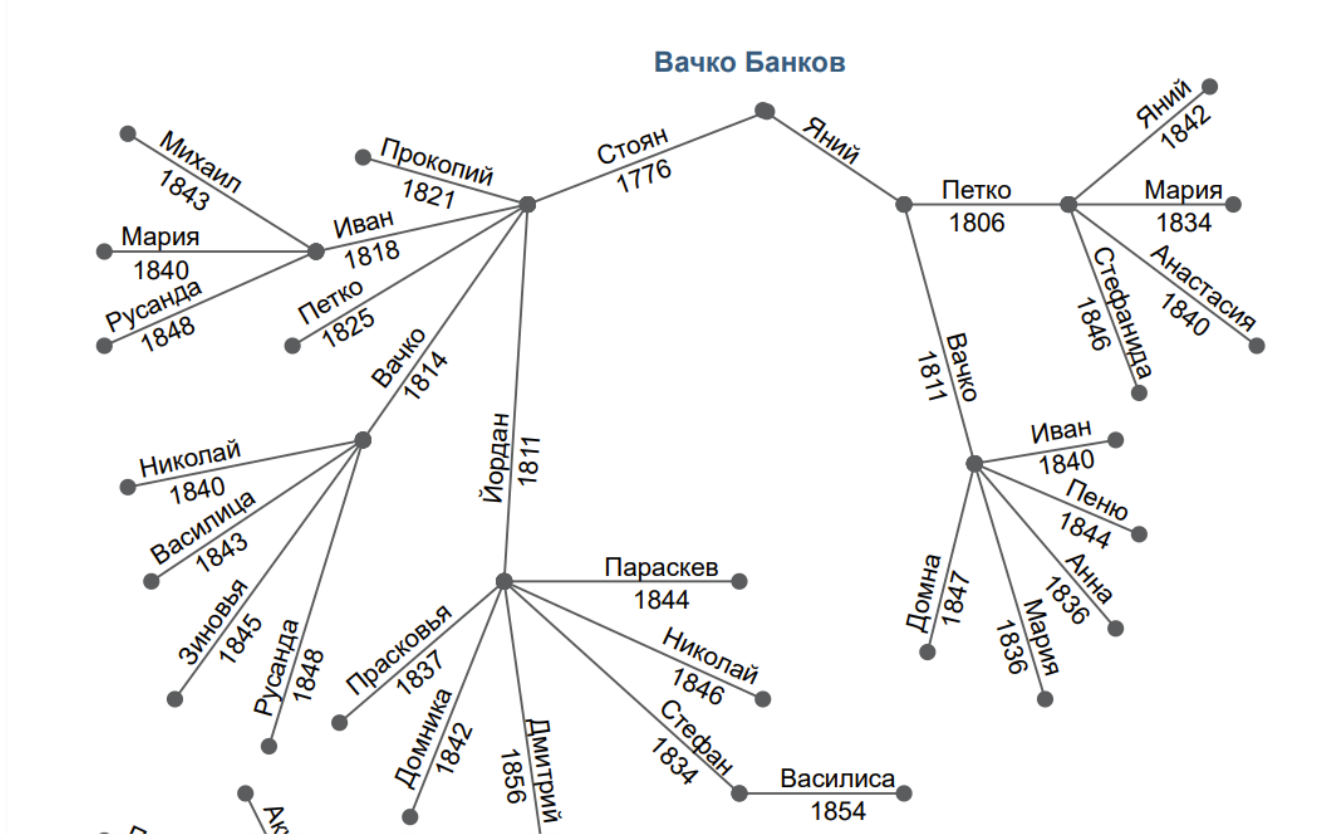 Вачко Банков
Стоян
1776
Яний
Прокопий
1821
Иван
1818
Михаил
1843
Мария
1840
Русанда
1848
Петко
1825
Вачко
1814
Йордан
1811
Петко
1806
Яний
1842
Мария
1834
Анастасия
1840
Стефанида
1846
Вачко
1811
Иван
1840
Пеню
1844
Анна
1836
Мария
1836
Домна
1847
Николай
1840
Василица
1843
Зиновья
1845
Русанда
1848
Параскев
1844
Николай
1846
Стефан
1834
Василиса
1854
Прасковья
1837
Домника
1842
Дмитрий
1856